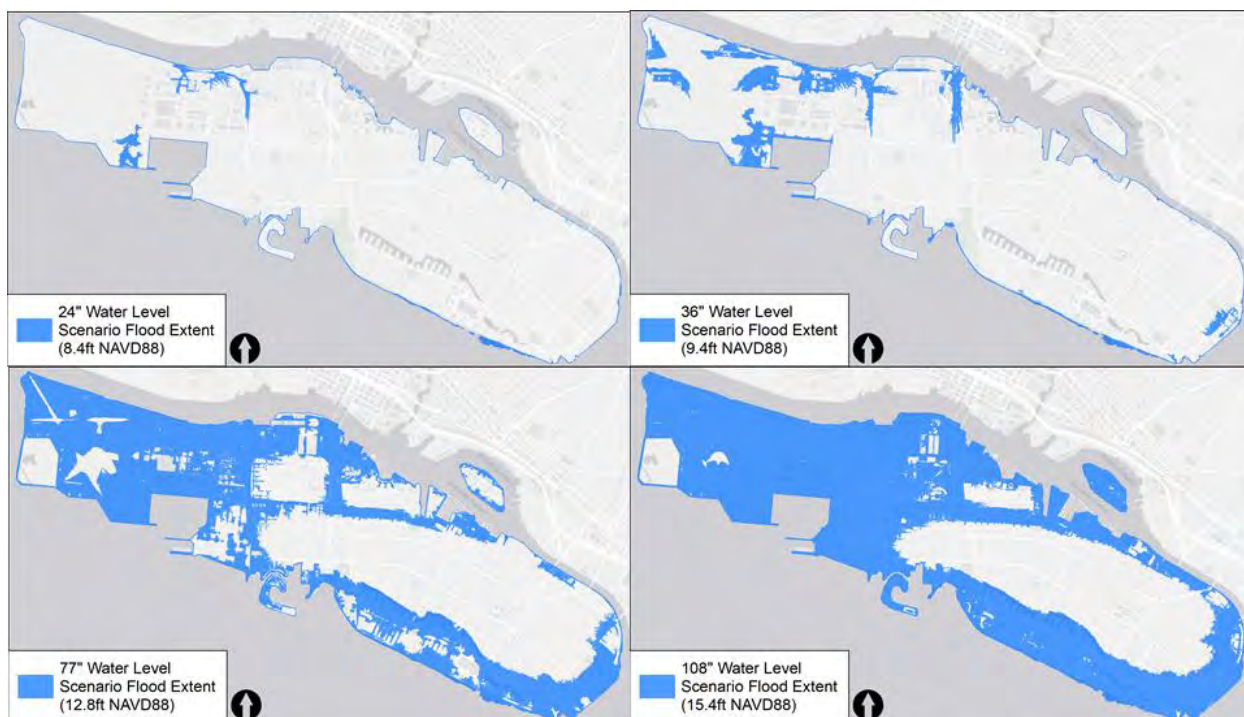 24" Water Level
Scenario Flood Extent
(8.4ft NAVD88)
36" Water Level
Scenario Flood Extent
(9.4ft NAVD88)
77" Water Level
Scenario Flood Extent
(12.8ft NAVD88)
108" Water Level
Scenario Flood Extent
(15.4ft NAVD88)